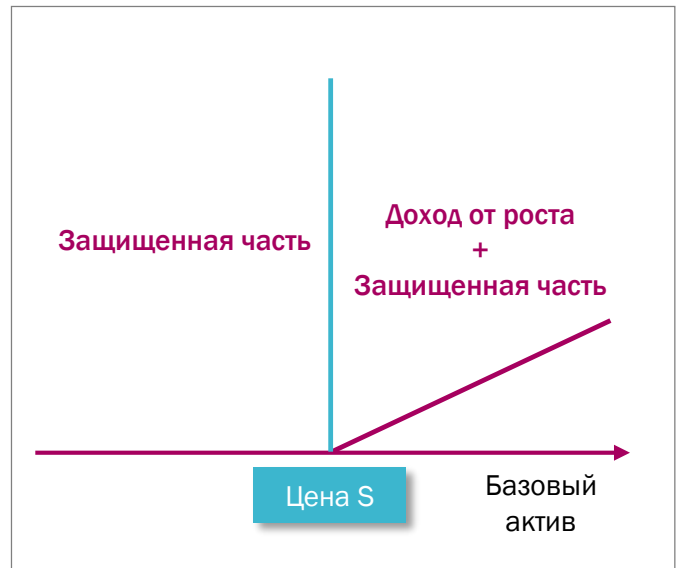 Защищенная часть
Доход от роста
+
Защищенная часть
Цена S
Базовый
актив